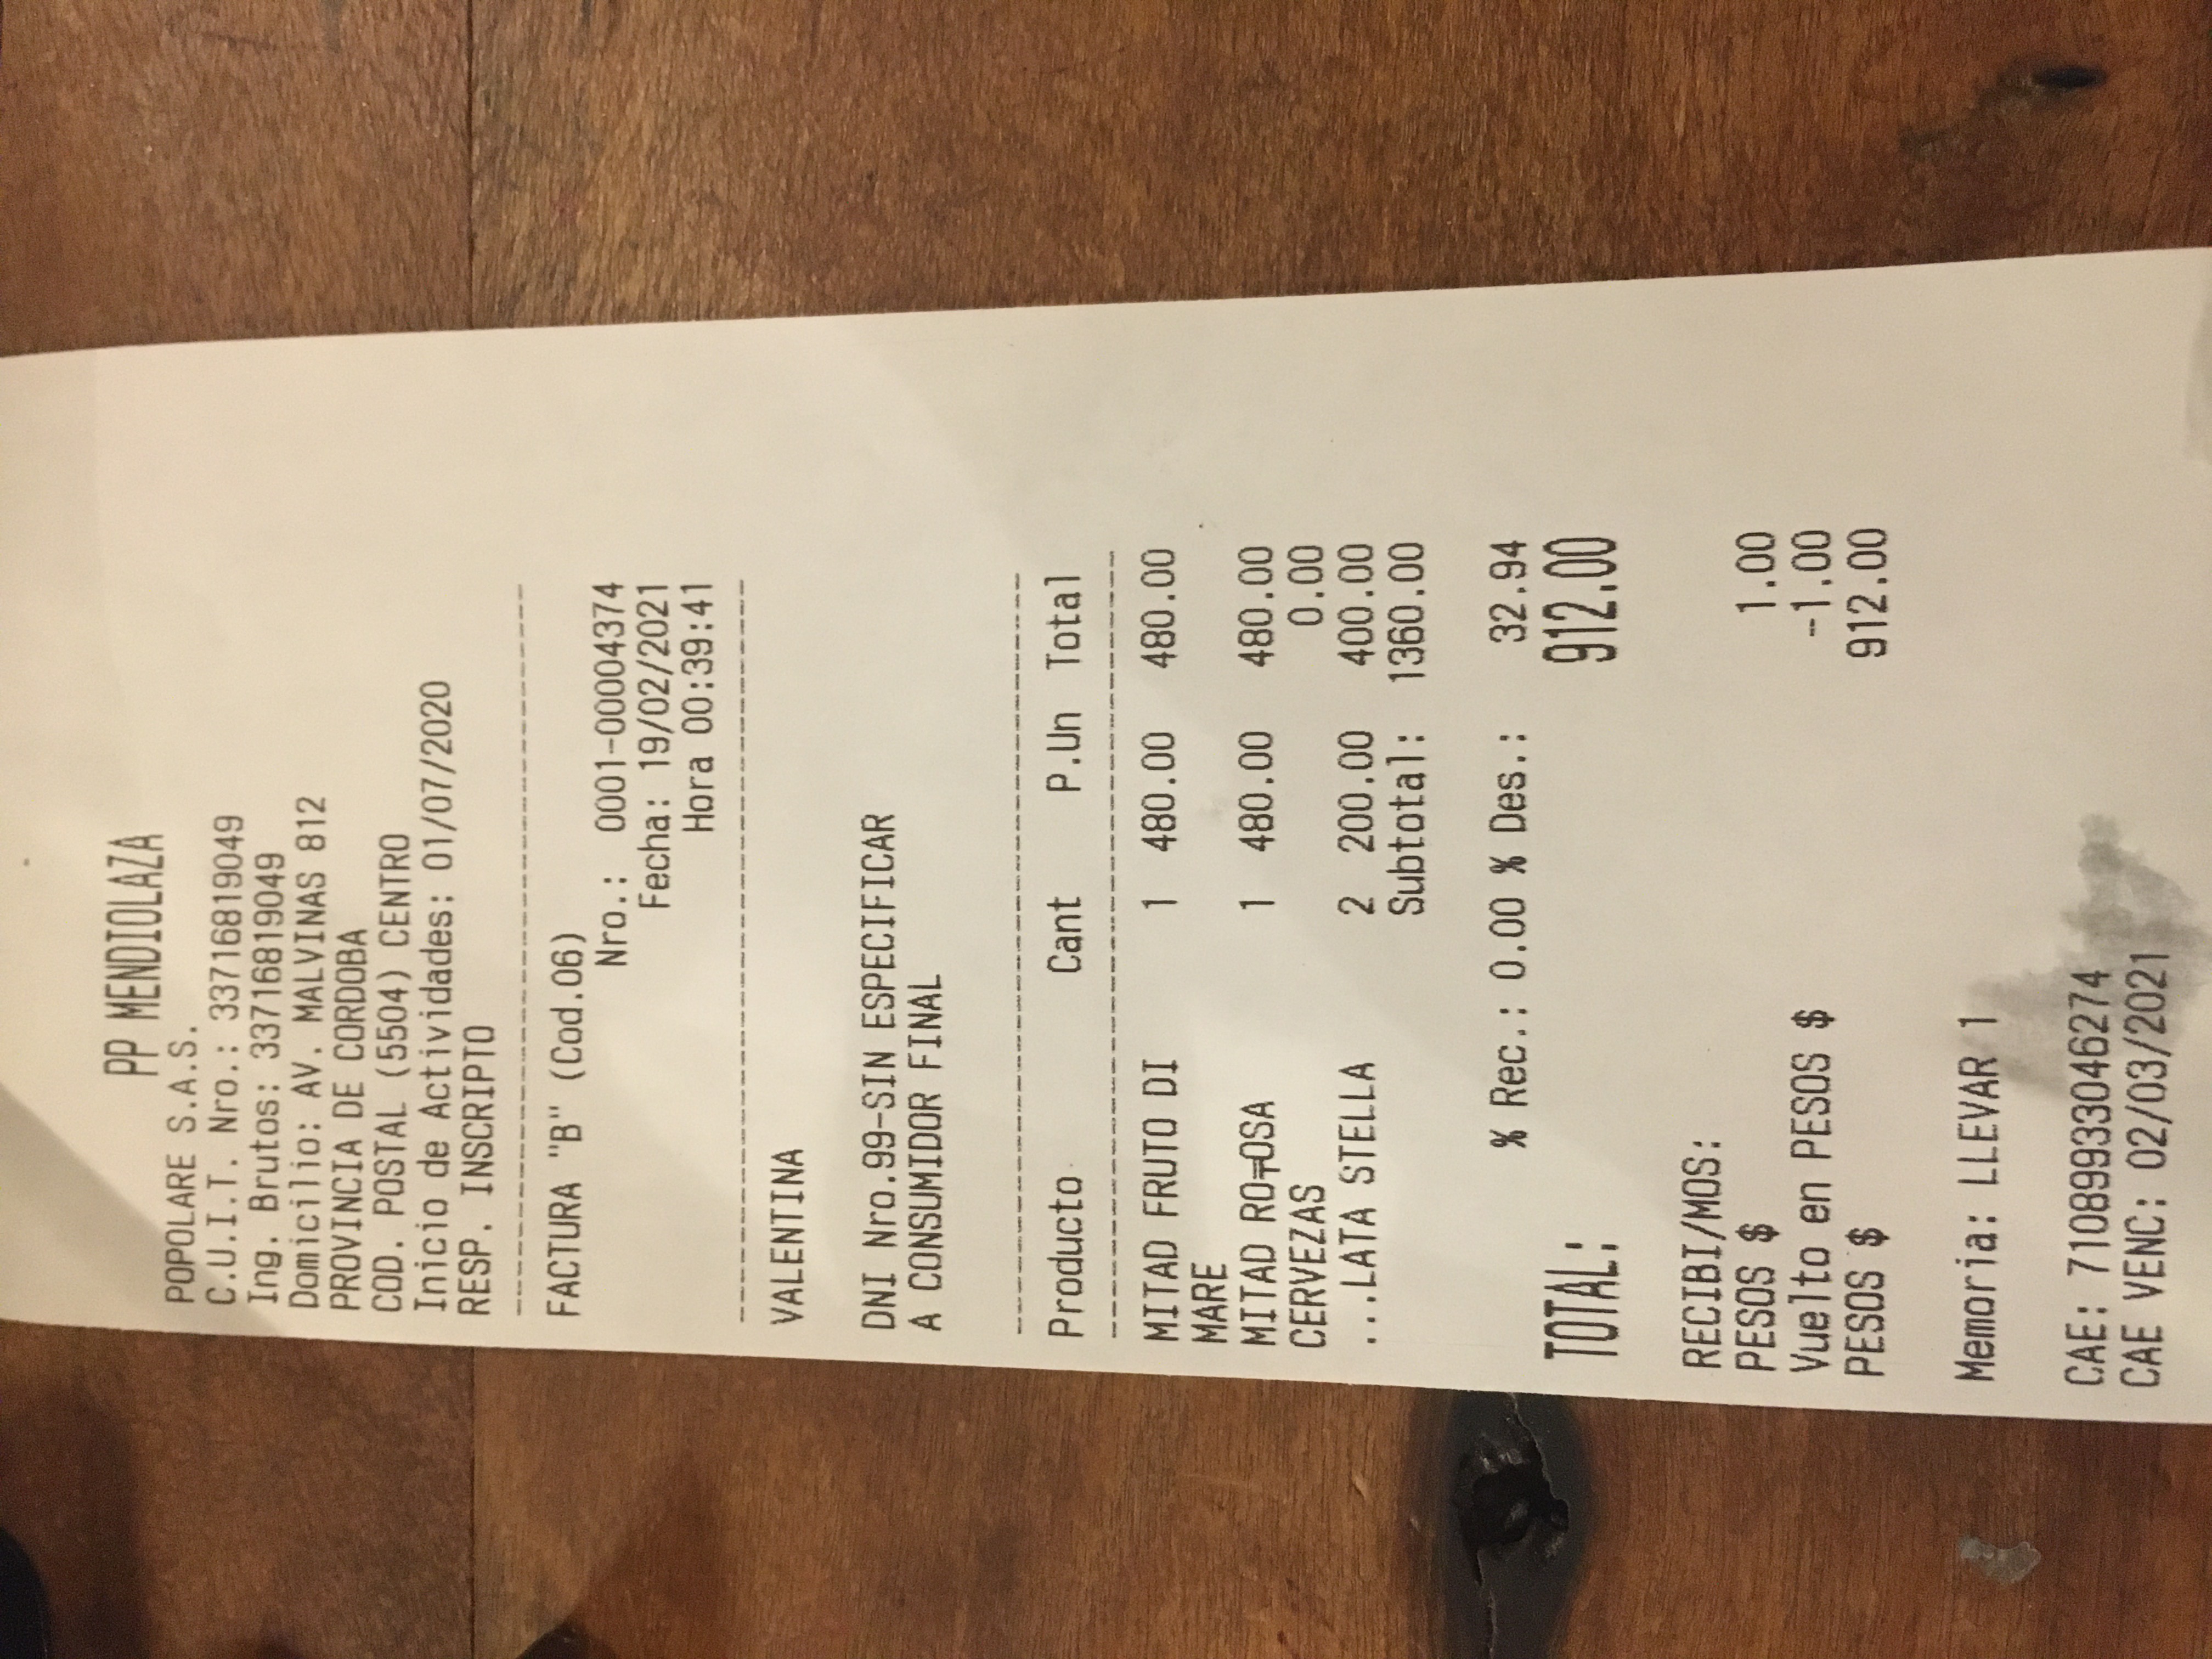 PP MENDIOLAZA
POPOLARE S.A.S.
C.U.I.T. Nro.: 33716819049
Ing. Brutos: 33716819049
Domicilio: AV. MALVINAS 812
PROVINCIA DE CORDOBA
COD. POSTAL (5504) CENTRO
Inicio de Actividades: 01/07/2020
RESP. INSCRIPTO
FACTURA "B" (Cod.06)
Nro.: 0001-00004374
Fecha: 19/02/2021
Hora 00:39:41
VALENTINA
DNI Nro.99-SIN ESPECIFICAR
A CONSUMIDOR FINAL
Producto Cant P.Un Total
MITAD FRUTO DI 1 480.00 480.00
MARE
MITAD RO╤OSA 1 480.00 480.00
CERVEZAS 0.00
...LATA STELLA 2 200.00 400.00
Subtotal: 1360.00
% Rec.: 0.00 % Des.: 32.94
TOTAL: 912.00
RECIBI/MOS:
PESOS $ 1.00
Vuelto en PESOS $ -1.00
PESOS $ 912.00
Memoria: LLEVAR 1
CAE: 71089933046274
CAE VENC: 02/03/2021